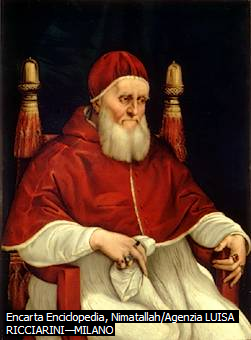 Encarta Enciclopedia, Nimatallah/Agenzia LUISA
RICCIARINI—MILANO